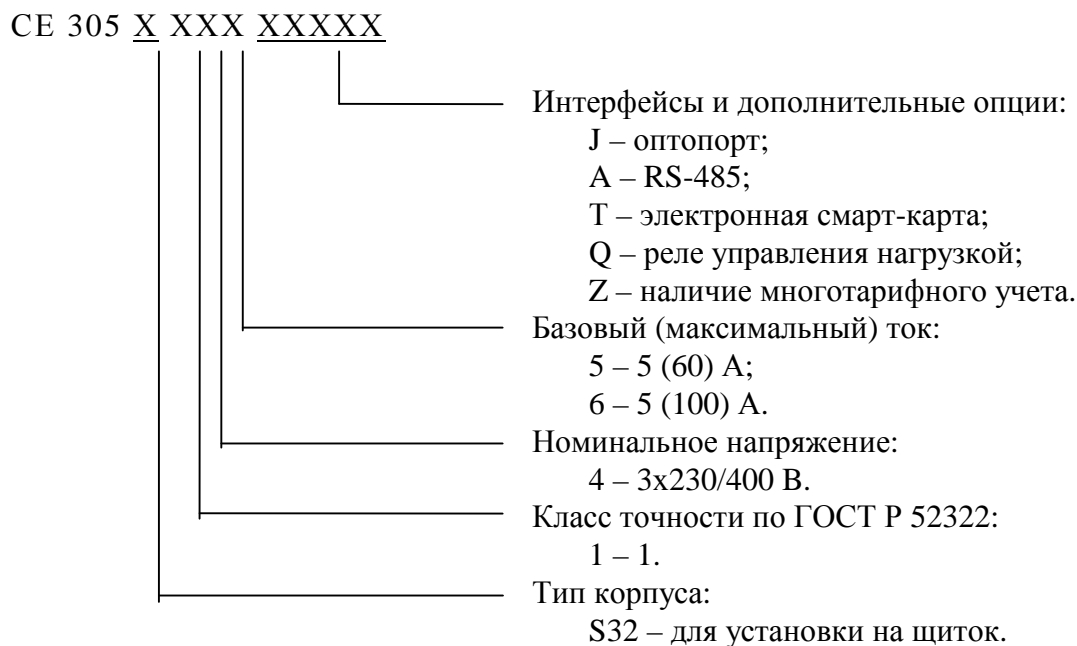 СЕ 305 X XXX XXXXX
Интерфейсы и дополнительные опции:
J – оптопорт;
A – RS-485;
T – электронная смарт-карта;
Q – реле управления нагрузкой;
Z – наличие многотарифного учета.
Базовый (максимальный) ток:
5 – 5 (60) А;
6 – 5 (100) А.
Номинальное напряжение:
4 – 3х230/400 В.
Класс точности по ГОСТ Р 52322:
1 – 1.
Тип корпуса:
S32 – для установки на щиток.